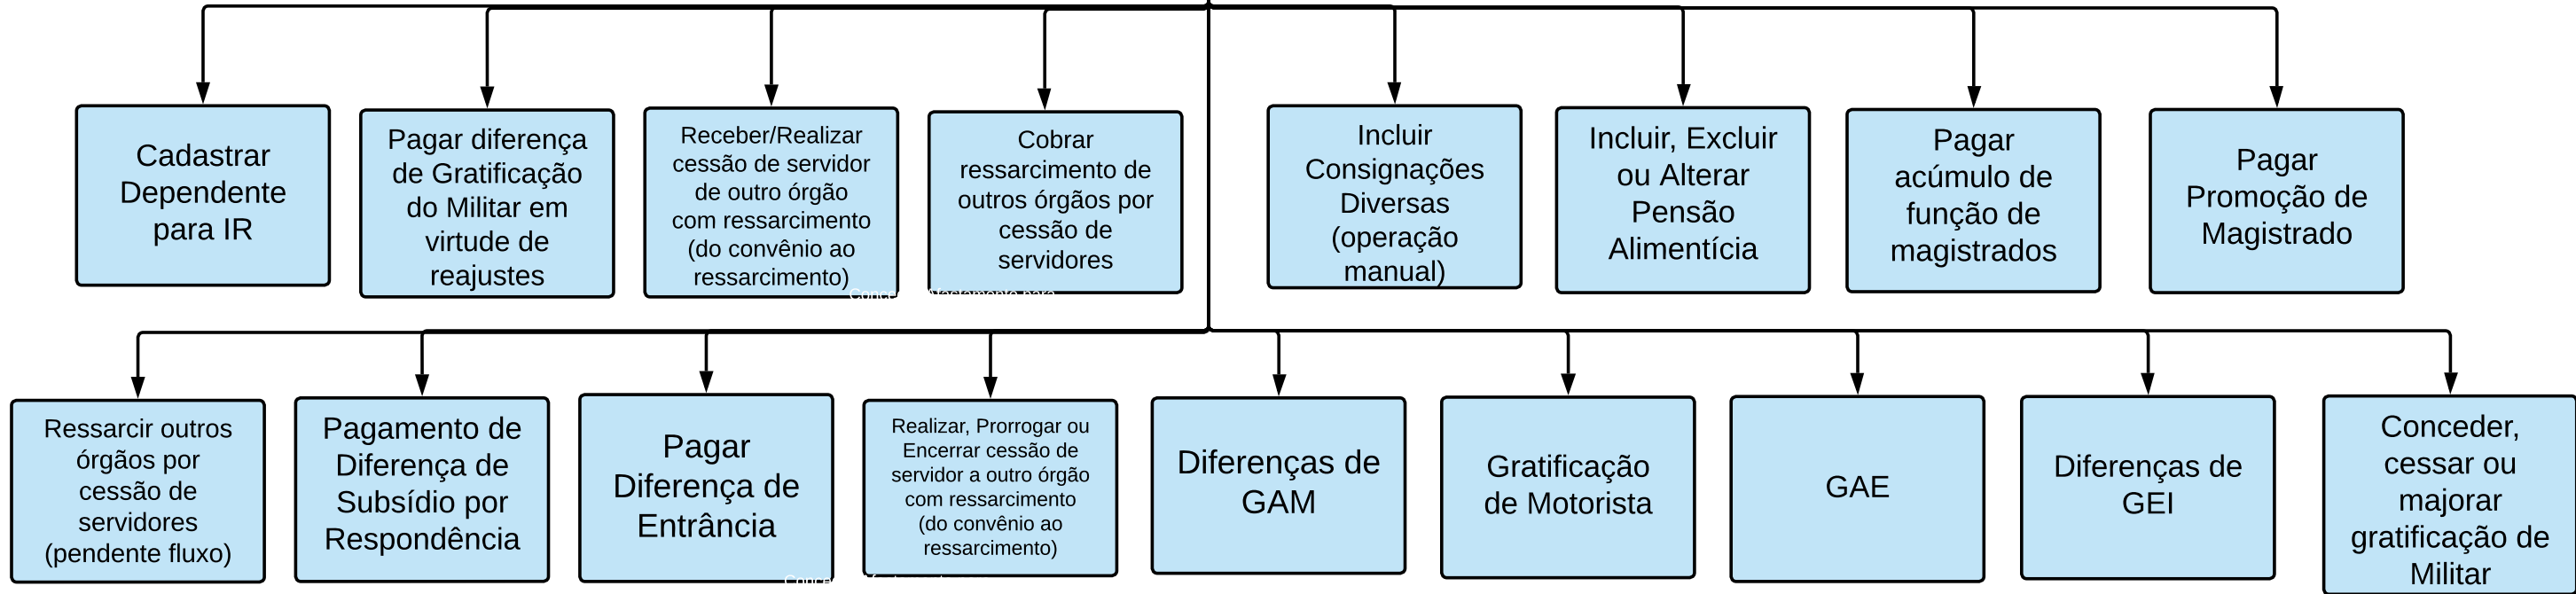 Cadastrar
Dependente
para IR
Pagar diferença
de Gratificação
do Militar em
virtude de
reajustes
Receber/Realizar
cessão de servidor
de outro órgão
com ressarcimento
(do convênio ao
ressarcimento)
Cobrar
ressarcimento de
outros órgãos por
cessão de
servidores
Incluir
Consignações
Diversas
(operação
manual)
Incluir, Excluir
ou Alterar
Pensão
Alimentícia
Pagar
acúmulo de
função de
magistrados
Pagar
Promoção de
Magistrado
Ressarcir outros
órgãos por
cessão de
servidores
(pendente fluxo)
Pagamento de
Diferença de
Subsídio por
Respondência
Pagar
Diferença de
Entrância
Realizar, Prorrogar ou
Encerrar cessão de
servidor a outro órgão
com ressarcimento
(do convênio ao
ressarcimento)
Diferenças de
GAM
Gratificação
de Motorista
GAE
Diferenças de
GEI
Conceder,
cessar ou
majorar
gratificação de
Militar